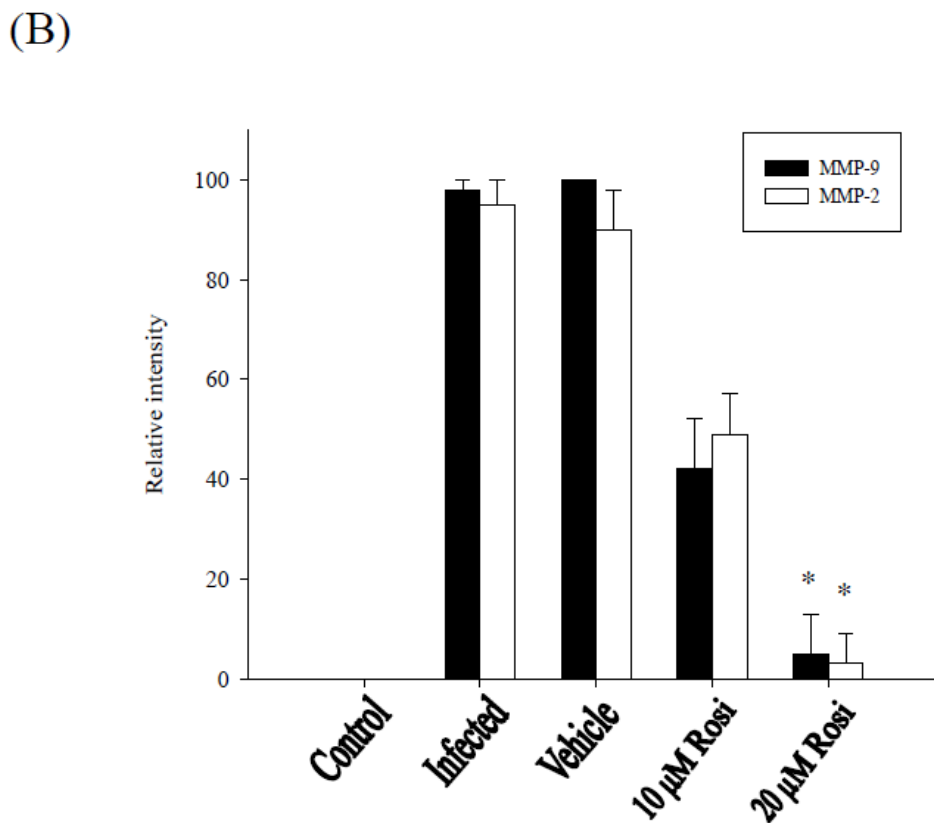 (B)
MMP-9
MMP-2
100
80
60
40
20
0
Relative intensity
*
*
Control
Infected
Vehicle
10 μM Rosi
20 μM Rosi